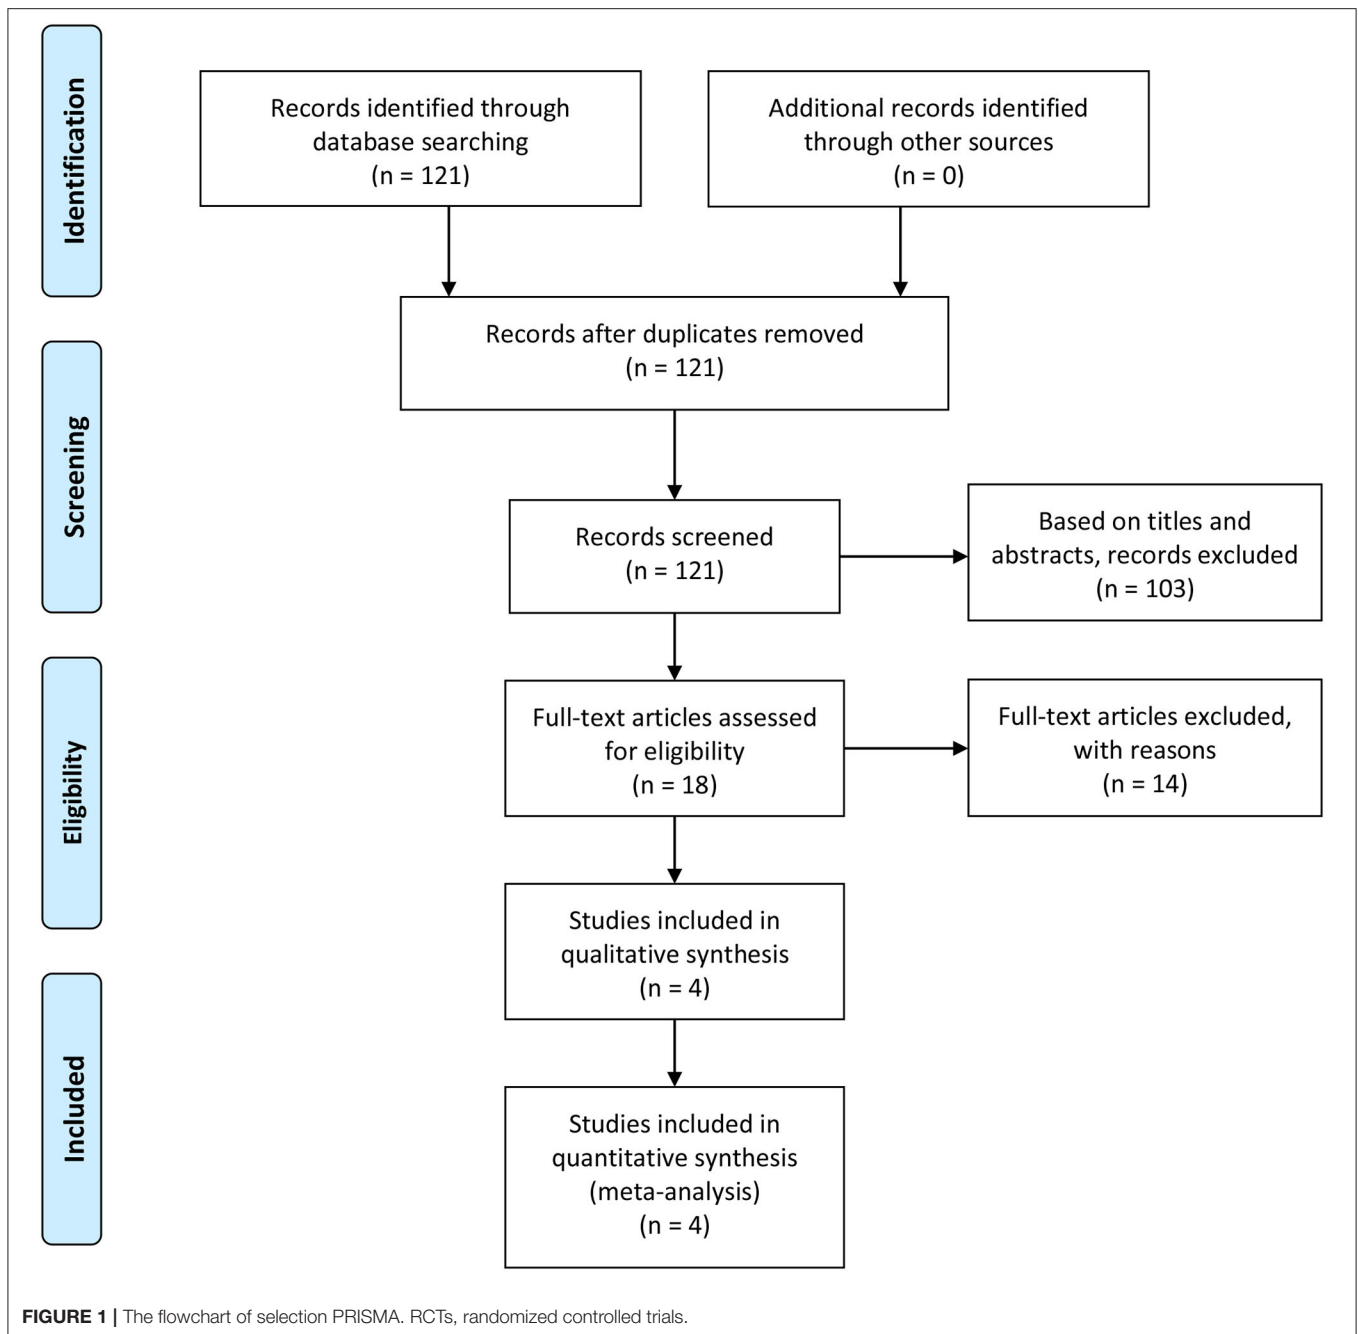 Identification
Records identified through
database searching
(n = 121)
Additional records identified
through other sources
(n = 0)
Records after duplicates removed
(n = 121)
Screening
Records screened
(n = 121)
Based on titles and
abstracts, records excluded
(n = 103)
Eligibility
Full-text articles assessed
for eligibility
(n = 18)
Full-text articles excluded,
with reasons
(n = 14)
Studies included in
qualitative synthesis
(n = 4)
Included
Studies included in
quantitative synthesis
(meta-analysis)
(n = 4)
FIGURE 1 | The flowchart of selection PRISMA. RCTs, randomized controlled trials.